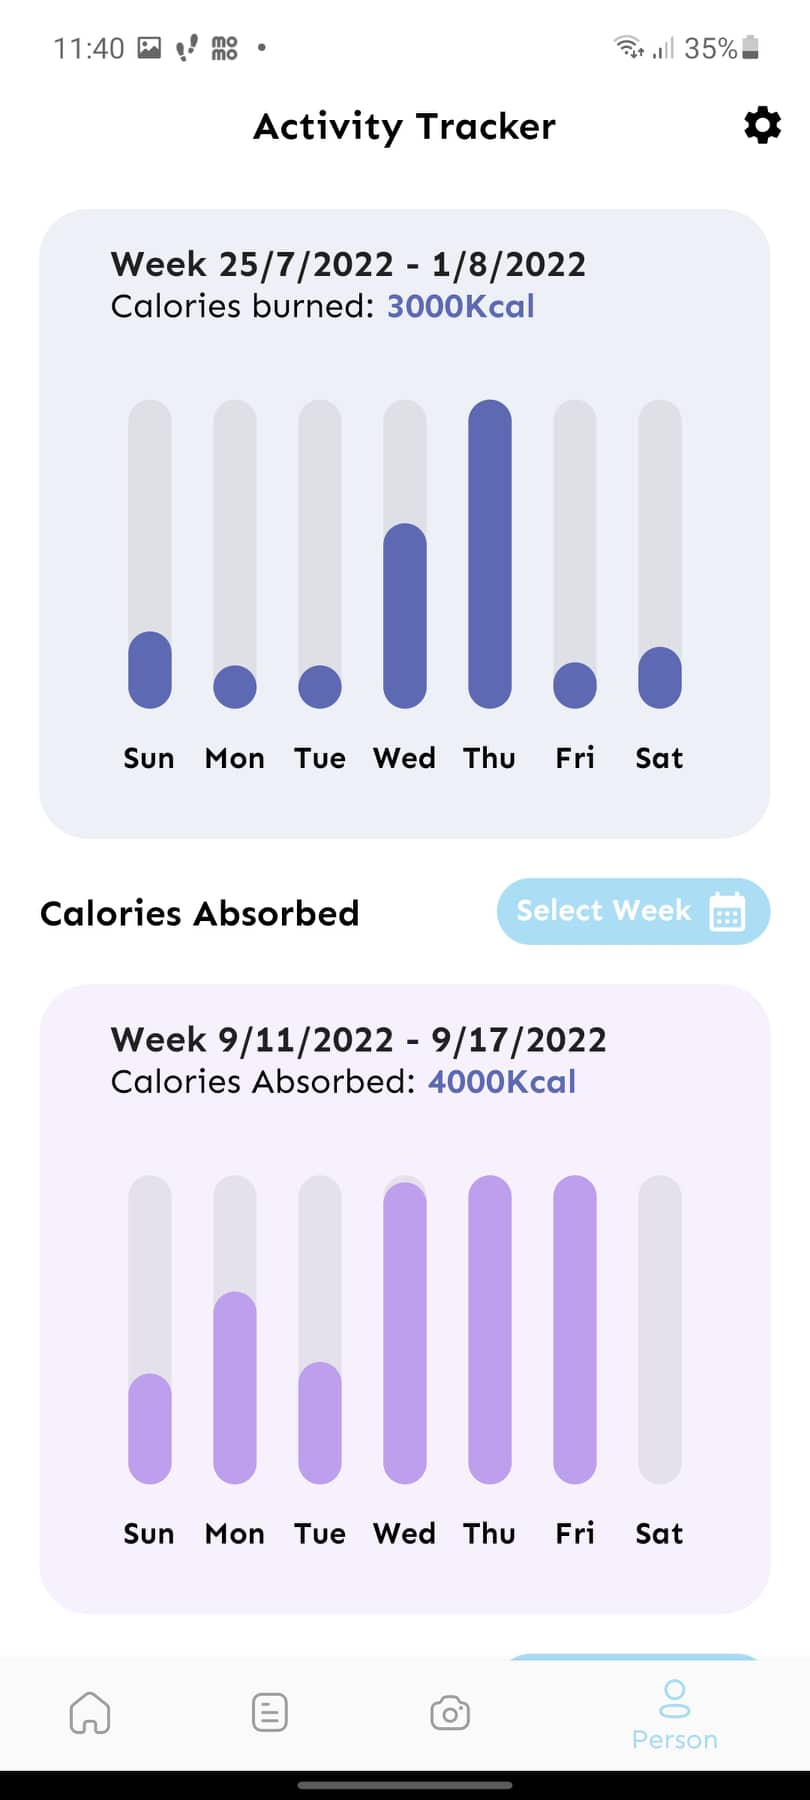 11:40 MO MO 35%
Activity Tracker
Week 25/7/2022 - 1/8/2022
Calories burned: 3000Kcal
Sun Mon Tue Wed Thu Fri Sat
Calories Absorbed Select Week
Week 9/11/2022 - 9/17/2022
Calories Absorbed: 4000Kcal
Sun Mon Tue Wed Thu Fri Sat
Person